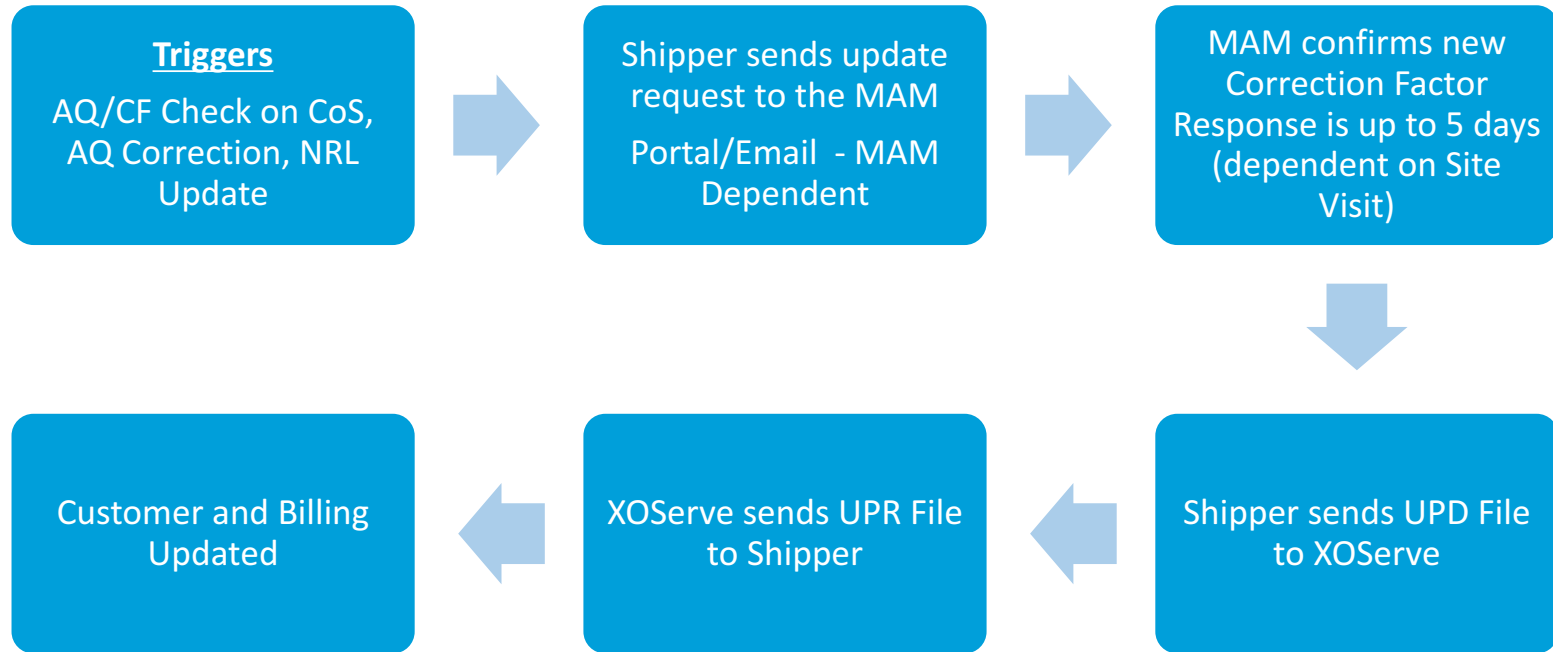 Triggers
AQ/CF Check on CoS,
AQ Correction, NRL
Update
Shipper sends update
request to the MAM
Portal/Email - MAM
Dependent
MAM confirms new
Correction Factor
Response is up to 5 days
(dependent on Site
Visit)
Shipper sends UPD File
to XOServe
XOServe sends UPR File
to Shipper
Customer and Billing
Updated